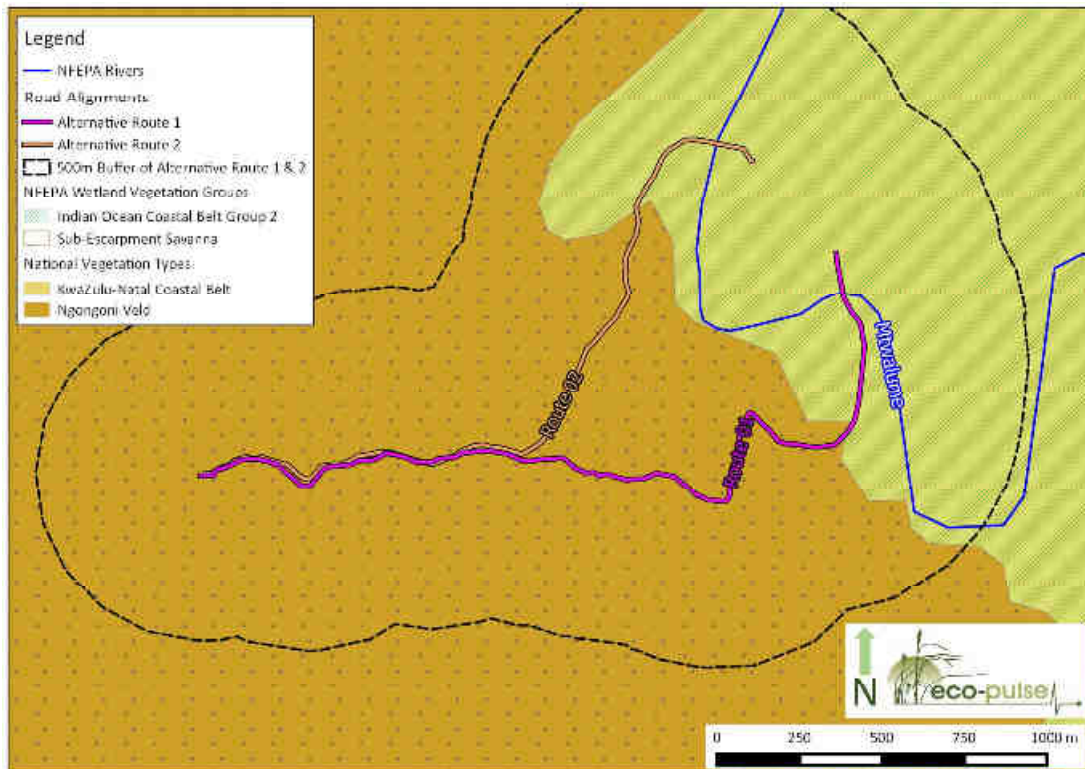 Legend
NFEPA Rivers
Road Alignments
Alternative Route 1
Alternative Route 2
500m Buffer of Alternative Route 1 & 2
NFEPA Wetland Vegetation Groups
Indian Ocean Coastal Belt Group 2
Sub-Escarpment Savanna
National Vegetation Types
KwaZulu-Natal Coastal Belt
Ngongoni Veld
Route 02
Route 01
Mtwalume
N
eco-pulse
0 250 500 750 1000 m